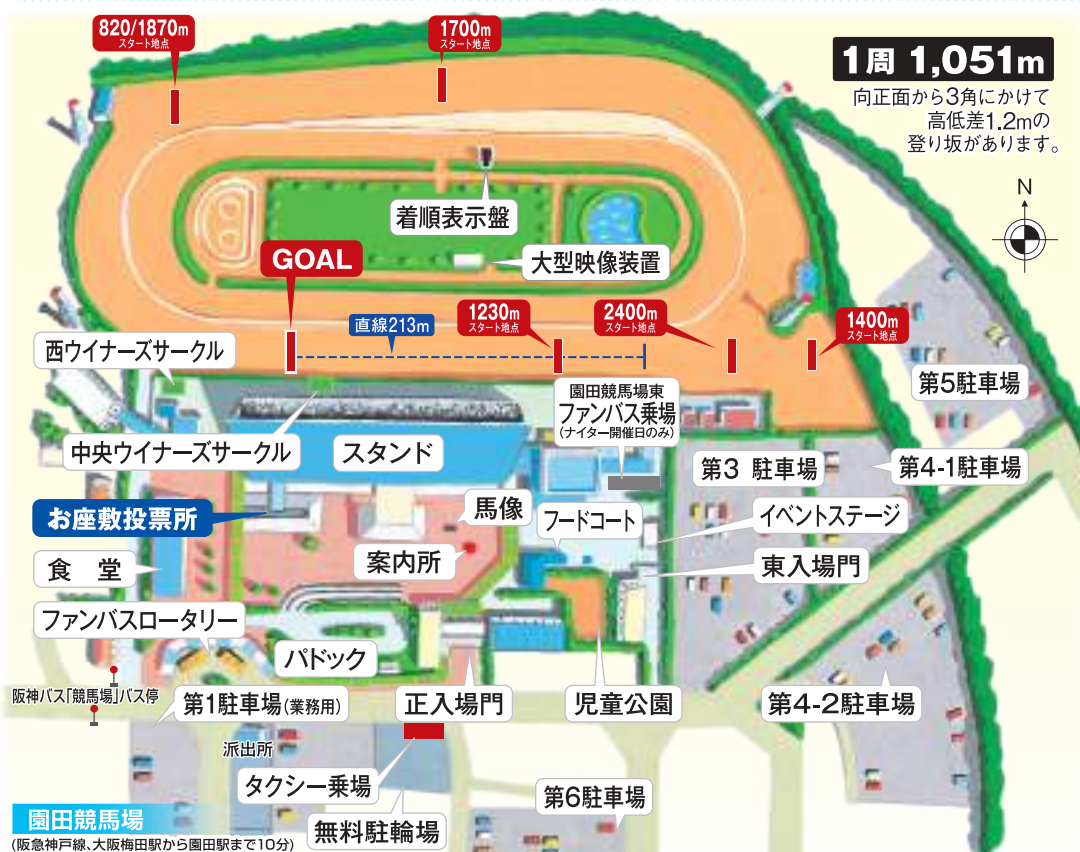 820/1870m
スタート地点
1700m
スタート地点
1周 1,051m
向正面から3角にかけて
高低差1.2mの
登り坂があります。
N
着順表示盤
大型映像装置
GOAL
直線213m
1230m
スタート地点
2400m
スタート地点
1400m
スタート地点
西ウイナーズサークル
中央ウイナーズサークル
スタンド
園田競馬場東
ファンバス乗場
(ナイター開催日のみ)
第5駐車場
第3 駐車場
第4-1駐車場
お座敷投票所
馬像
フードコート
イベントステージ
案内所
東入場門
食 堂
ファンバスロータリー
パドック
阪神バス「競馬場」バス停
第1駐車場(業務用)
正入場門
児童公園
第4-2駐車場
派出所
タクシー乗場
第6駐車場
無料駐輪場
園田競馬場
(阪急神戸線、大阪梅田駅から園田駅まで10分)